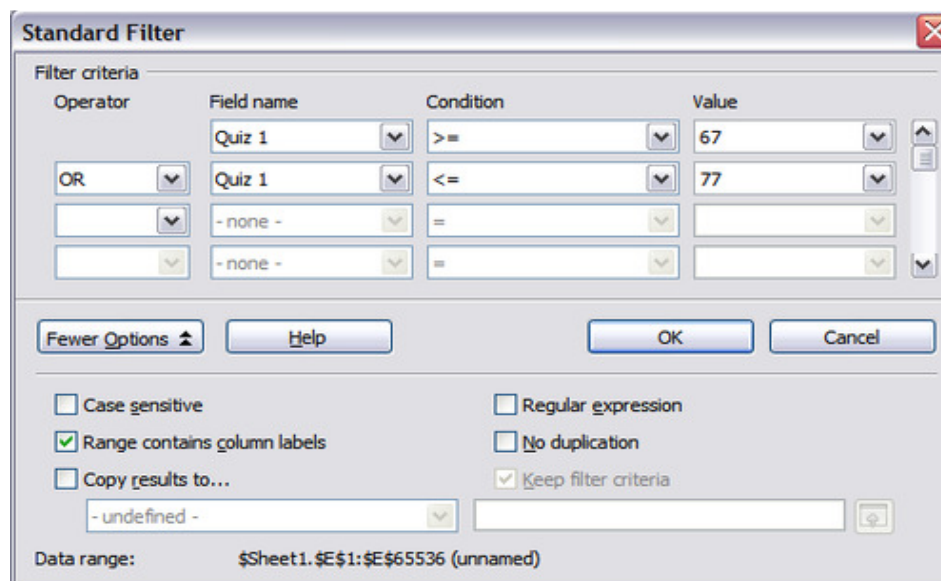 Standard Filter
Filter criteria
Operator Field name Condition Value
Quiz 1 >= 67
OR Quiz 1 <= 77
- none - =
- none - =
Fewer Options Help OK Cancel
Case sensitive Regular expression
Range contains column labels No duplication
Copy results to... Keep filter criteria
- undefined -
Data range: $Sheet1.$E$1:$E$65536 (unnamed)